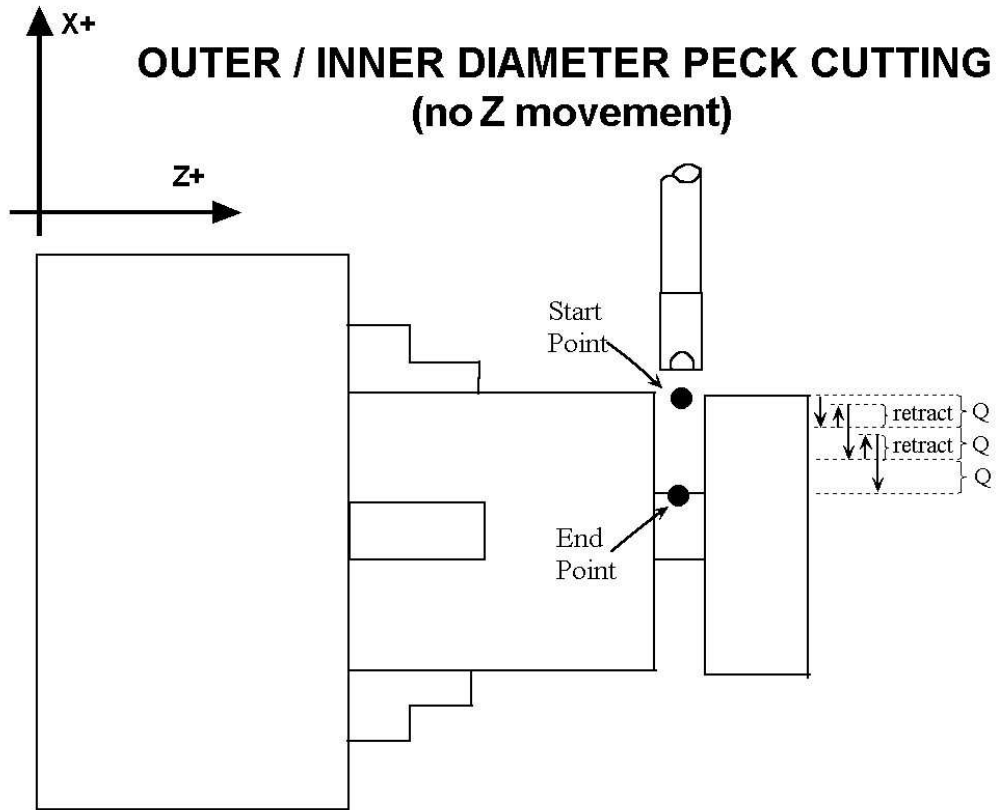 X+
OUTER / INNER DIAMETER PECK CUTTING
(no Z movement)
Z+
Start
Point
retract Q
retract Q
Q
End
Point